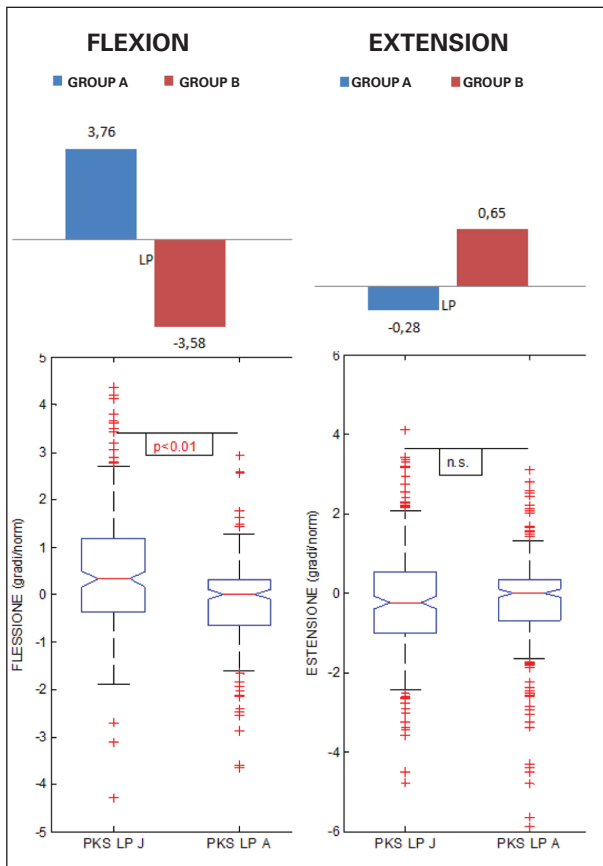 FLEXION
GROUP A GROUP B
3,76
LP
-3,58
5
4
3
2
1
0
-1
-2
-3
-4
-5
FLESSIONE (gradi/norm)
p<0.01
PKS LP J PKS LP A
EXTENSION
GROUP A GROUP B
0,65
LP
-0,28
6
4
2
0
-2
-4
-6
ESTENSIONE (gradi/norm)
n.s.
PKS LP J PKS LP A